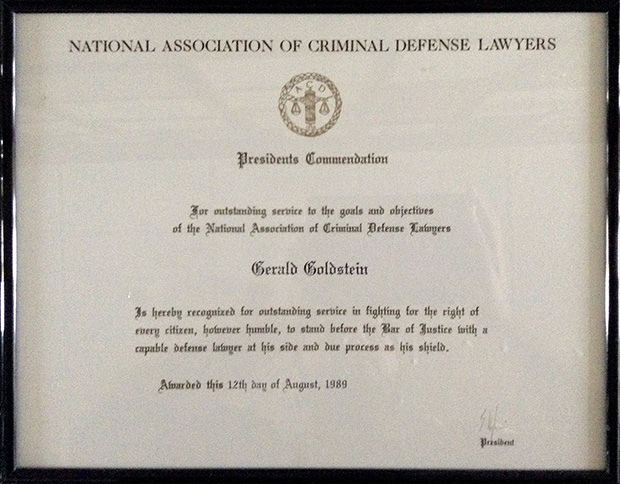 NATIONAL ASSOCIATION OF CRIMINAL DEFENSE LAWYERS
ACD
Presidents Commendation
For outstanding service to the goals and objectives
of the National Association of Criminal Defense Lawyers
Gerald Goldstein
Is hereby recognized for outstanding service in fighting for the right of
every citizen, however humble, to stand before the Bar of Justice with a
capable defense lawyer at his side and due process as his shield.
Awarded this 12th day of August, 1989
President